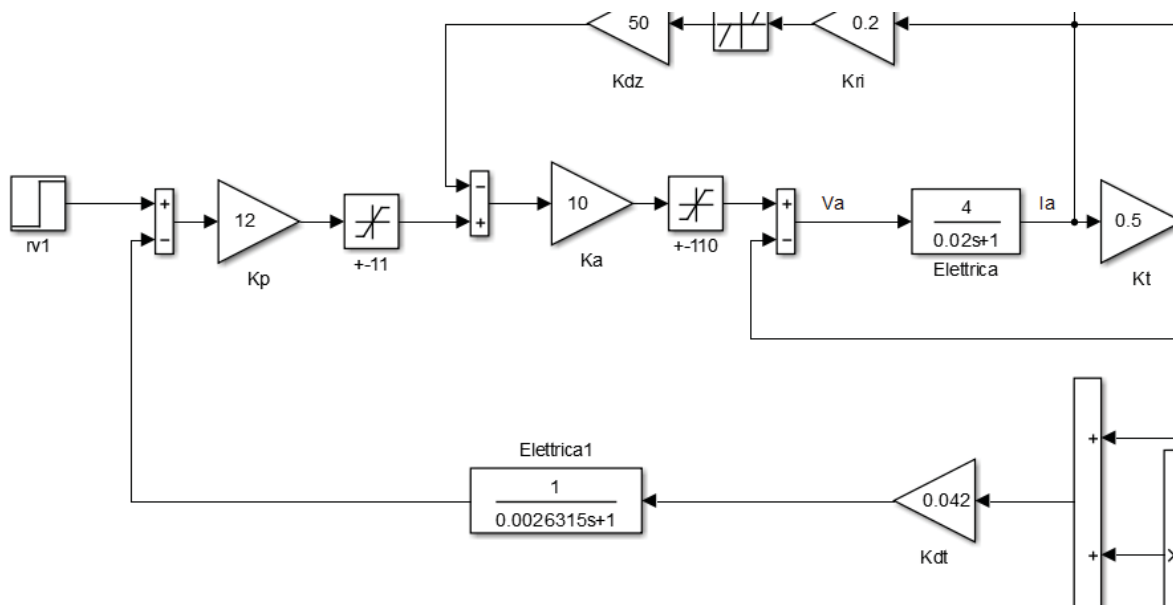 50
0.2
Kdz
Kri
+
−
rv1
12
Kp
+-11
−
+
10
Ka
+-110
+
−
Va
4
0.02s+1
Elettrica
Ia
0.5
Kt
Elettrica1
1
0.0026315s+1
0.042
Kdt
+
+